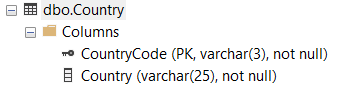 dbo.Country
Columns
CountryCode (PK, varchar(3), not null)
Country (varchar(25), not null)